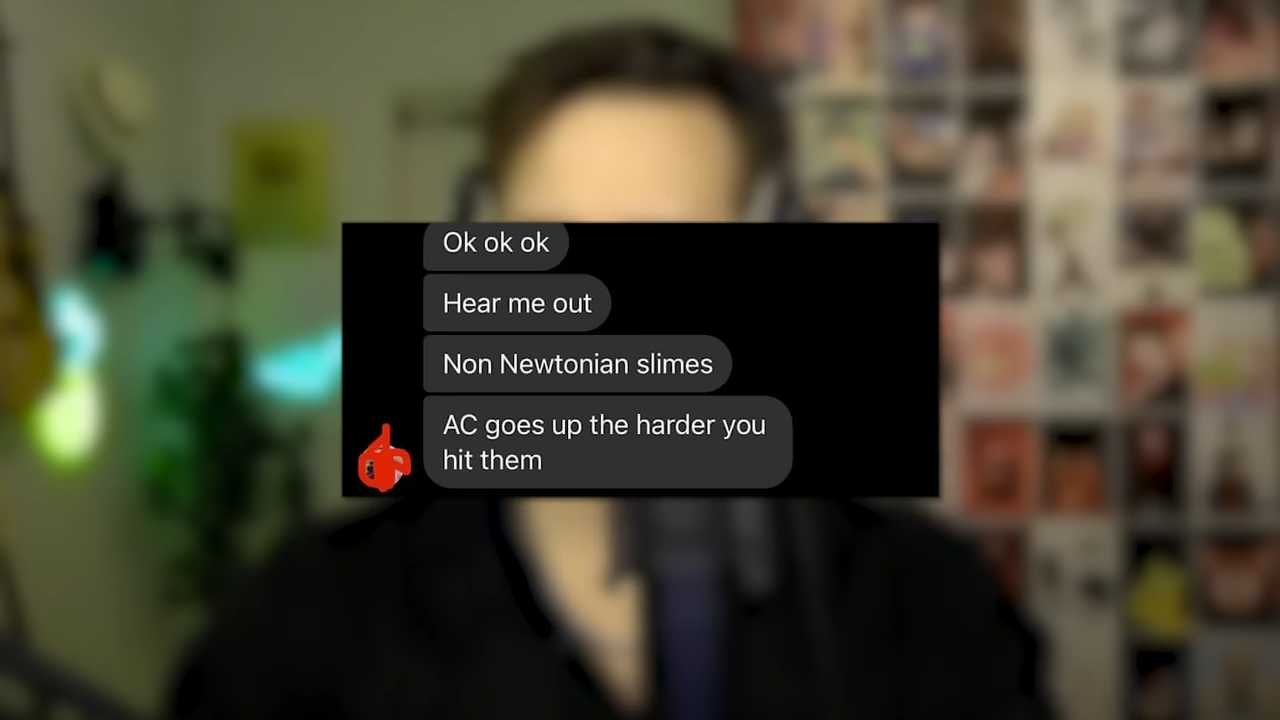 Ok ok ok
Hear me out
Non Newtonian slimes
AC goes up the harder you
hit them